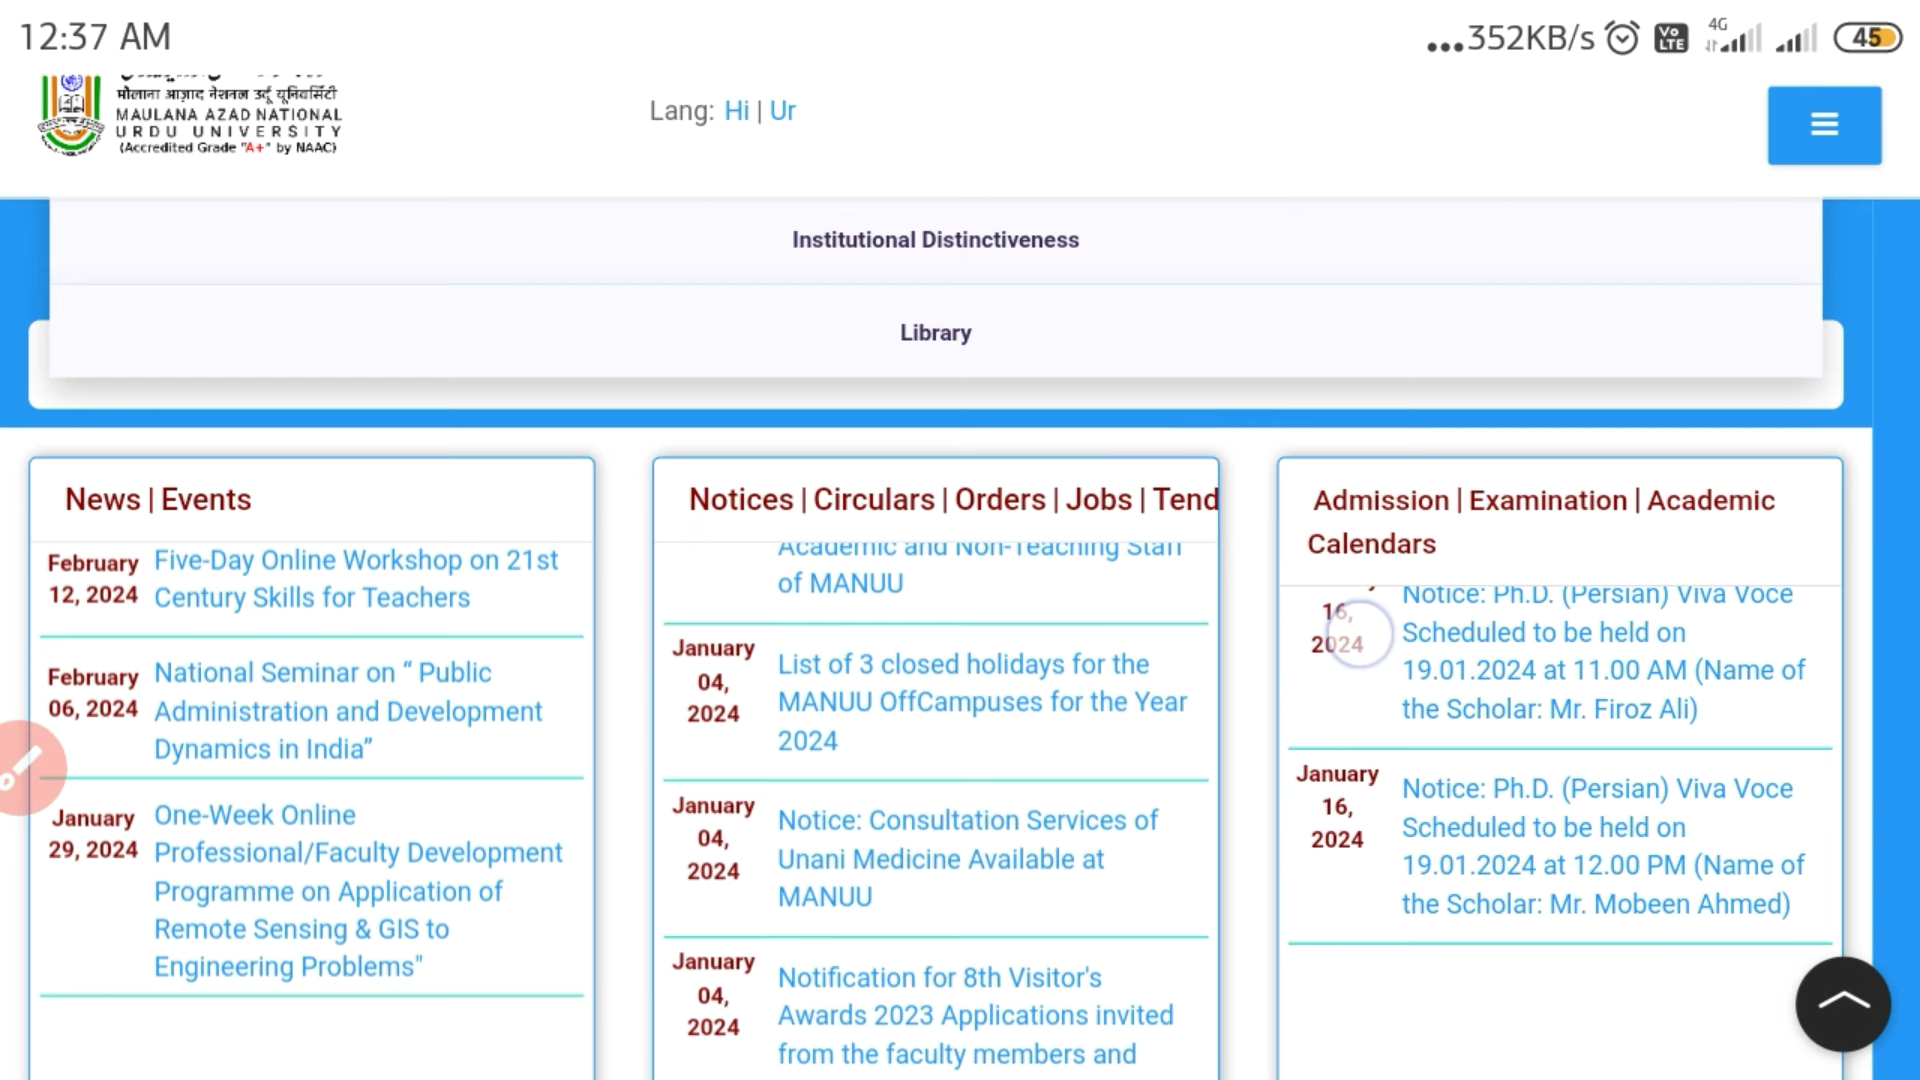 12:37 AM
...352KB/s
Vo LTE
4G
45
मौलाना आज़ाद नेशनल उर्दू यूनिवर्सिटी
MAULANA AZAD NATIONAL
URDU UNIVERSITY
(Accredited Grade "A+" by NAAC)
Lang: Hi | Ur
Institutional Distinctiveness
Library
News | Events
February
12, 2024
Five-Day Online Workshop on 21st
Century Skills for Teachers
February
06, 2024
National Seminar on “ Public
Administration and Development
Dynamics in India”
January
29, 2024
One-Week Online
Professional/Faculty Development
Programme on Application of
Remote Sensing & GIS to
Engineering Problems"
Notices | Circulars | Orders | Jobs | Tend
Academic and Non-Teaching Staff
of MANUU
January
04,
2024
List of 3 closed holidays for the
MANUU OffCampuses for the Year
2024
January
04,
2024
Notice: Consultation Services of
Unani Medicine Available at
MANUU
January
04,
2024
Notification for 8th Visitor's
Awards 2023 Applications invited
from the faculty members and
Admission | Examination | Academic
Calendars
16,
2024
Notice: Ph.D. (Persian) Viva Voce
Scheduled to be held on
19.01.2024 at 11.00 AM (Name of
the Scholar: Mr. Firoz Ali)
January
16,
2024
Notice: Ph.D. (Persian) Viva Voce
Scheduled to be held on
19.01.2024 at 12.00 PM (Name of
the Scholar: Mr. Mobeen Ahmed)